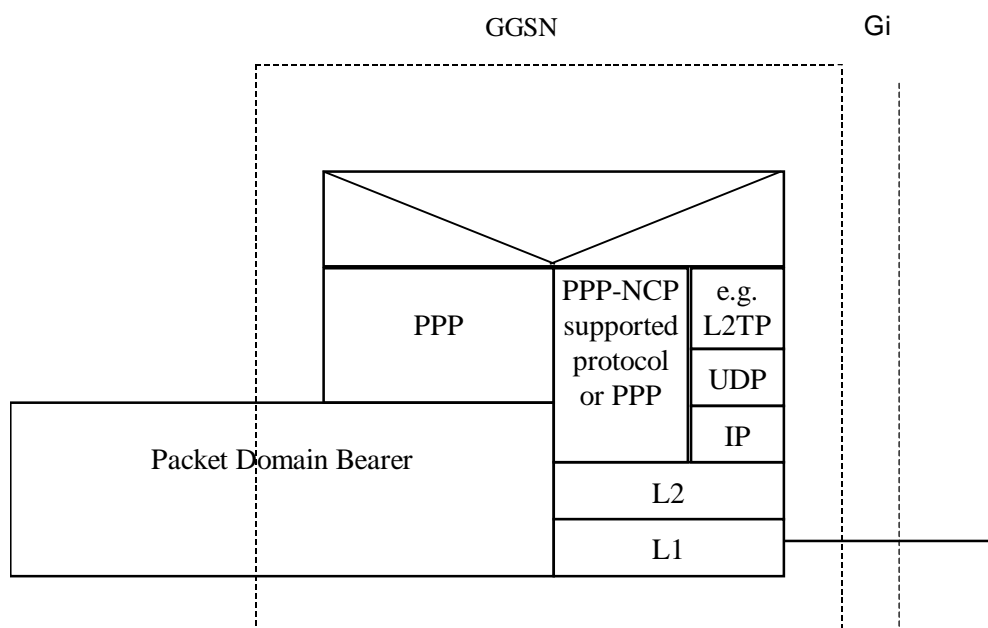 GGSN
Gi
PPP
PPP-NCP
supported
protocol
or PPP
e.g.
L2TP
UDP
IP
Packet Domain Bearer
L2
L1